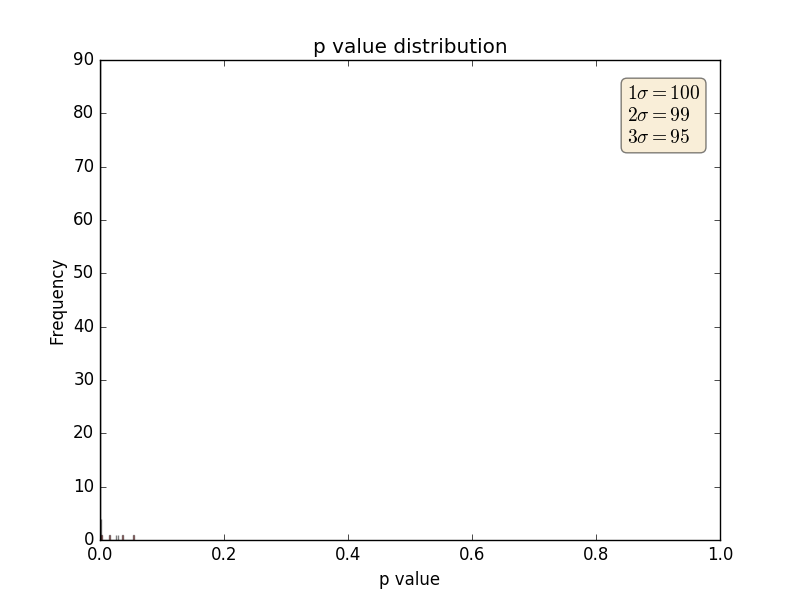 p value distribution
1σ = 100
2σ = 99
3σ = 95
90
80
70
60
50
40
30
20
10
0
Frequency
0.0 0.2 0.4 0.6 0.8 1.0
p value